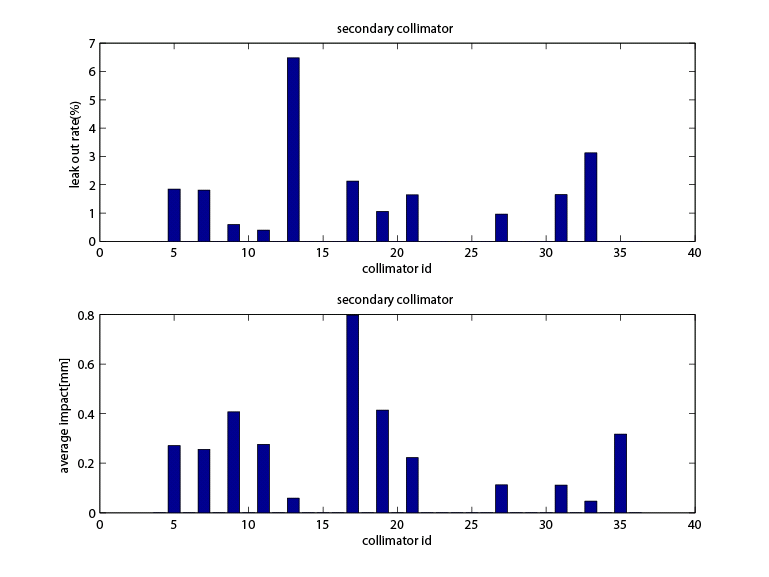 secondary collimator
7
6
5
4
3
2
1
0
leak out rate(%)
0 5 10 15 20 25 30 35 40
collimator id
secondary collimator
0.8
0.6
0.4
0.2
0
average impact[mm]
0 5 10 15 20 25 30 35 40
collimator id